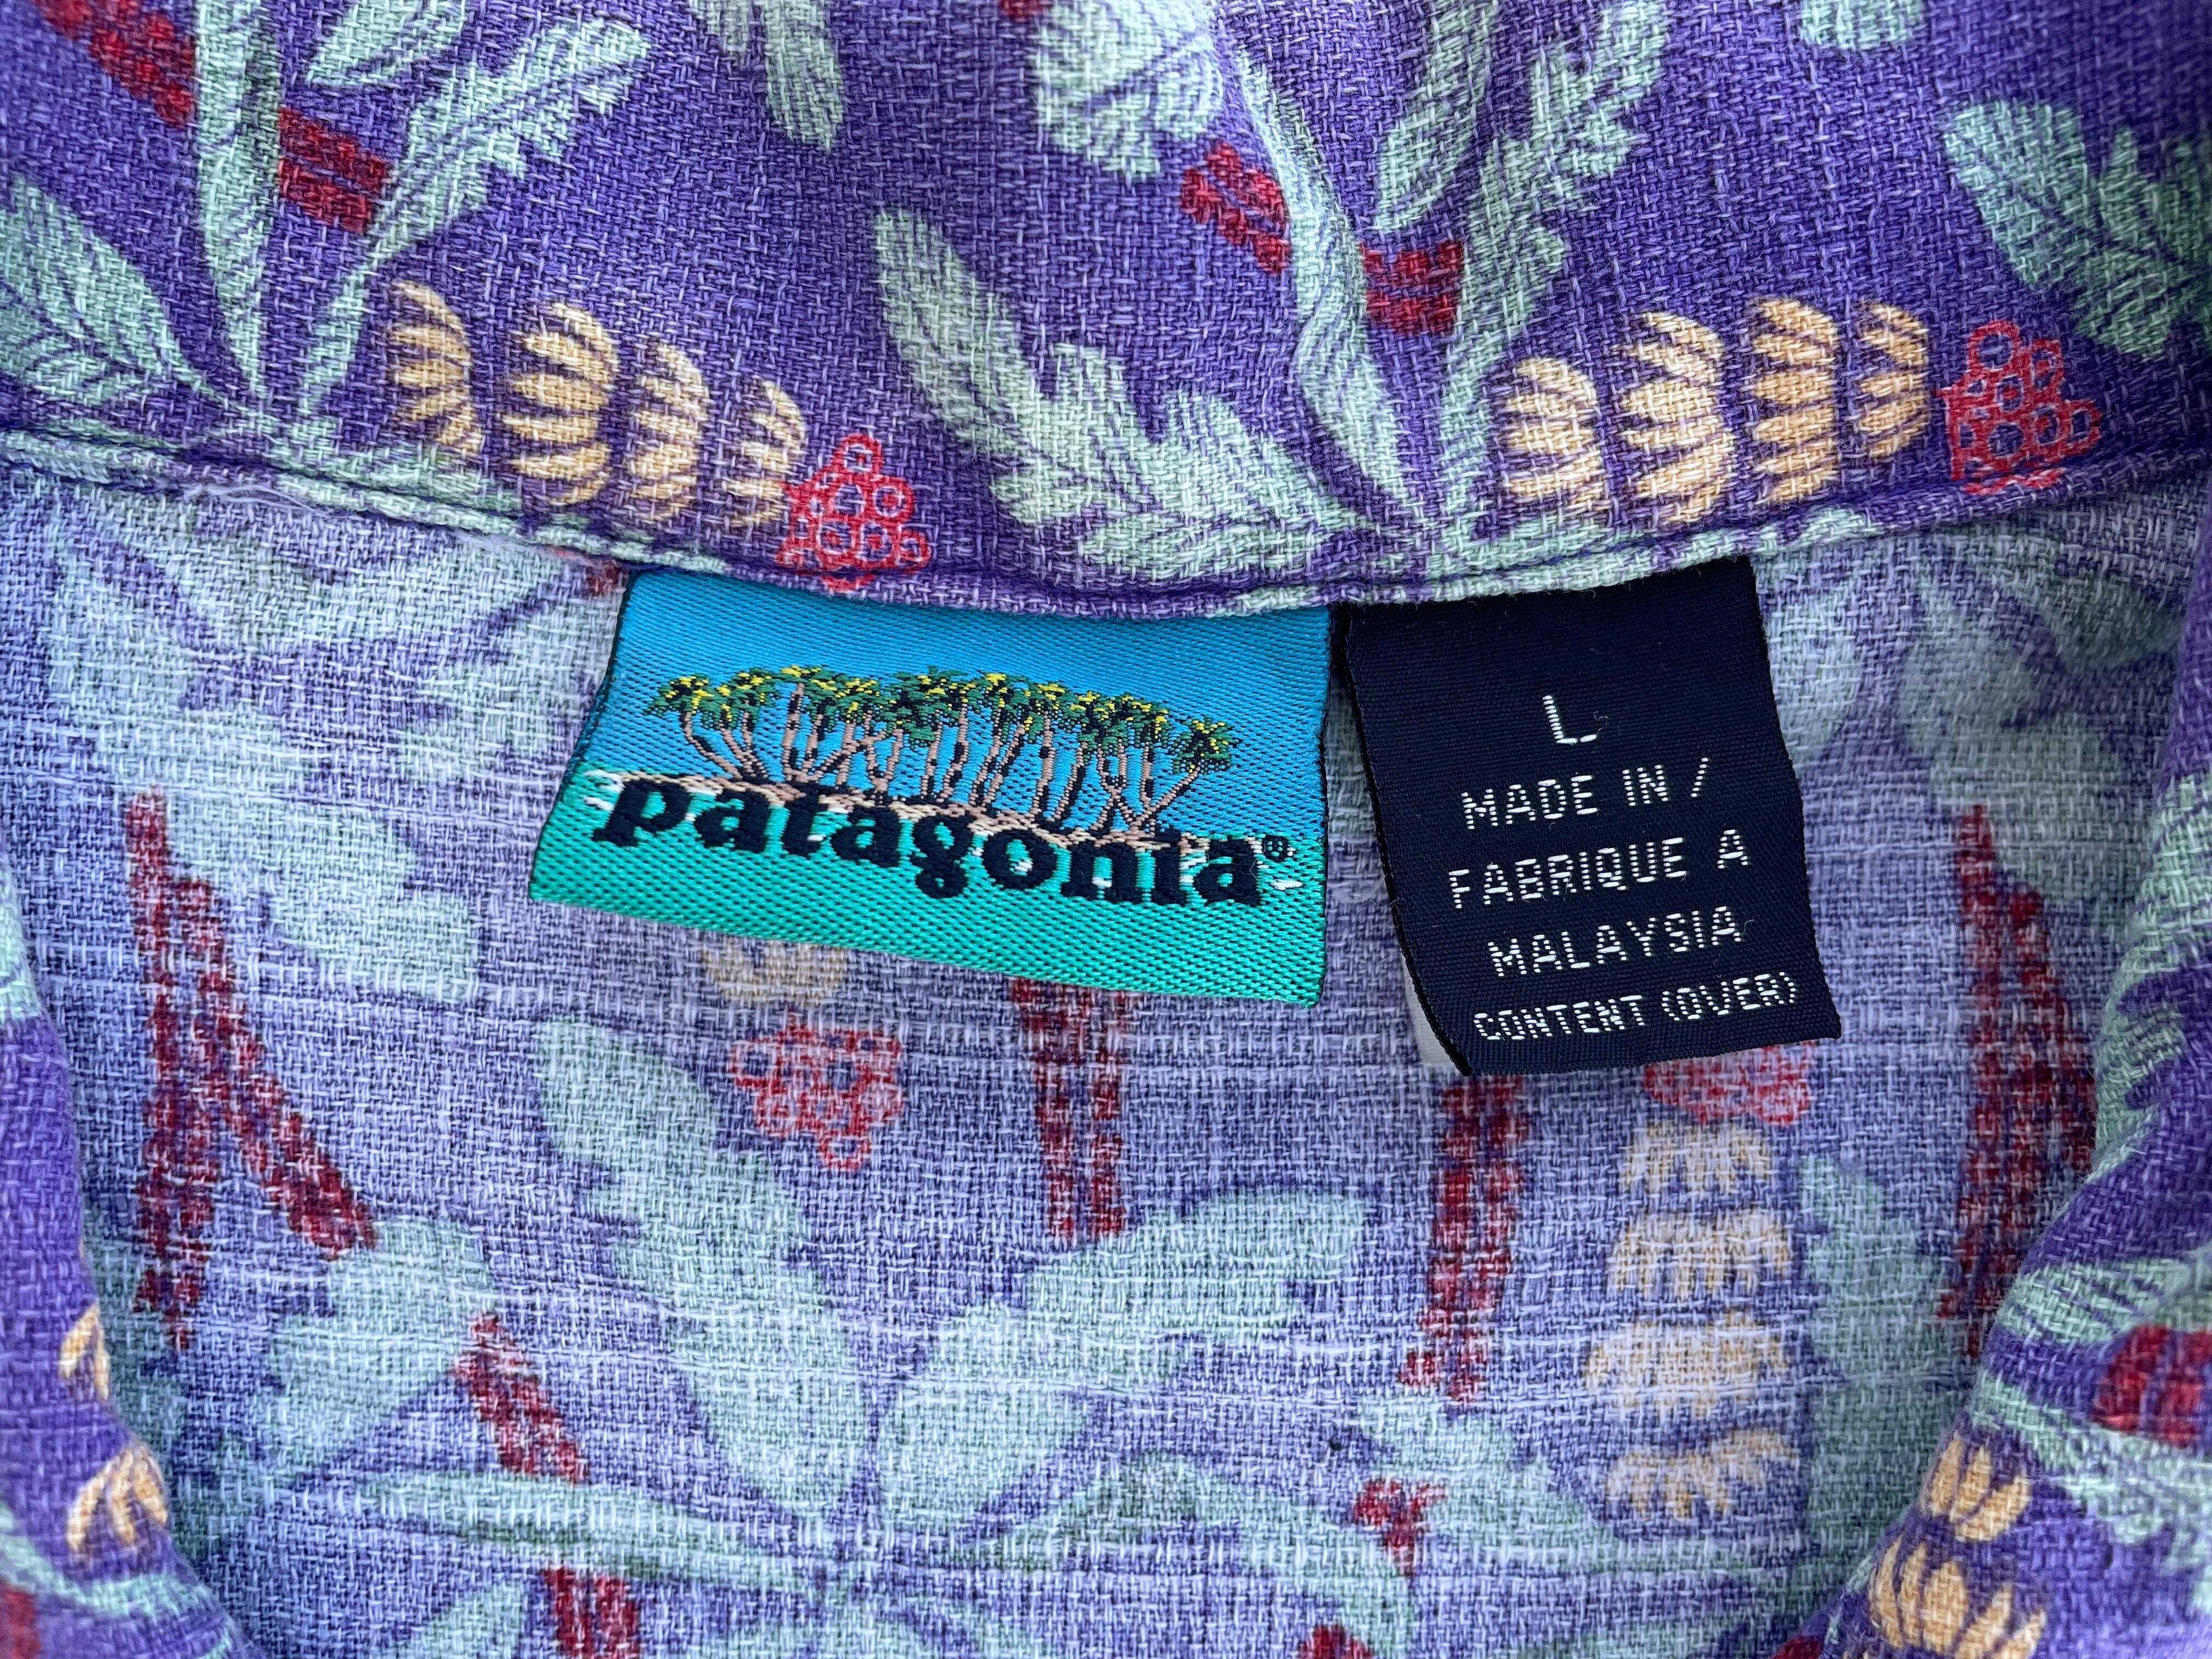 patagonia®
L
MADE IN /
FABRIQUE A
MALAYSIA
CONTENT (OVER)